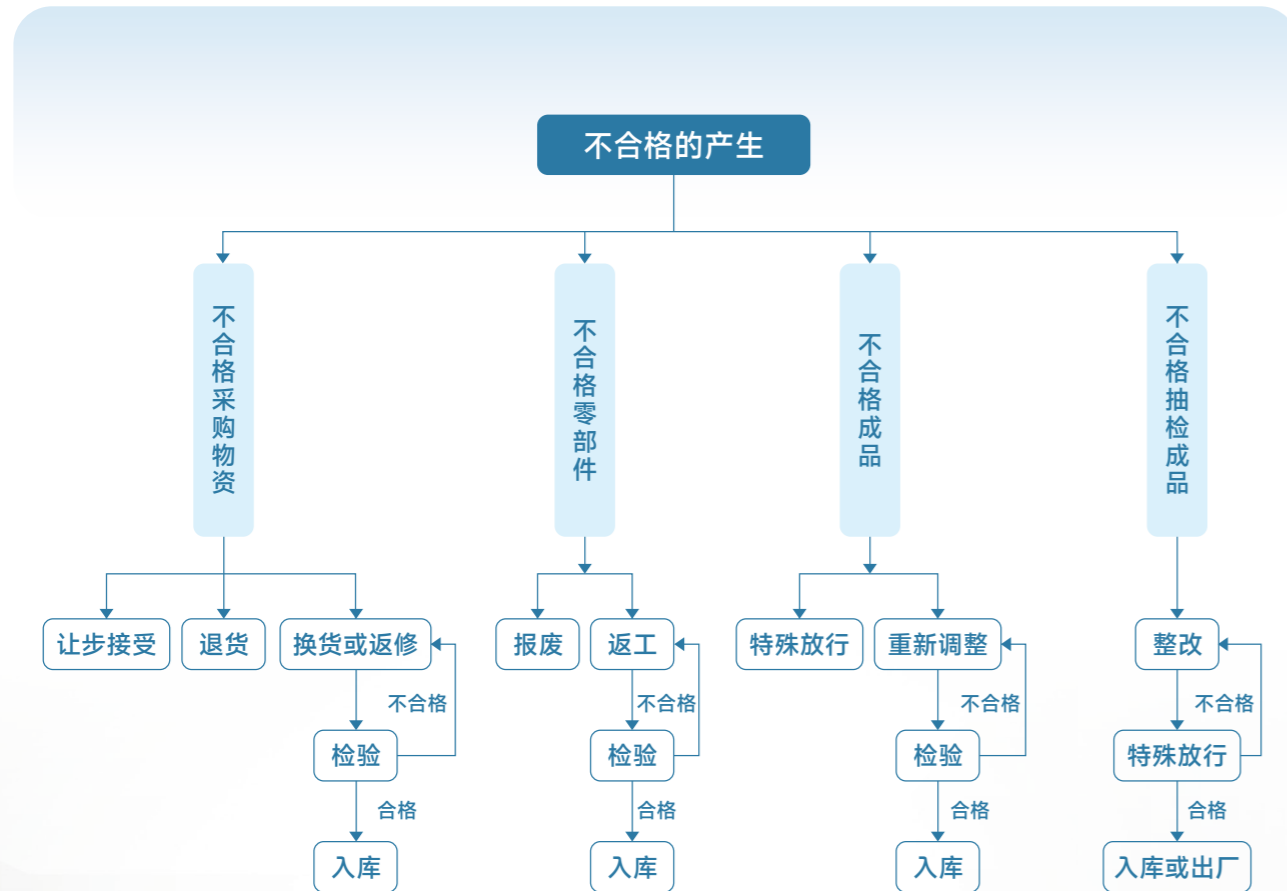 不合格的产生
不合格采购物资
不合格零部件
不合格成品
不合格抽检成品
让步接受
退货
换货或返修
报废
返工
特殊放行
重新调整
整改
不合格
不合格
不合格
不合格
检验
检验
检验
特殊放行
合格
合格
合格
合格
入库
入库
入库
入库或出厂